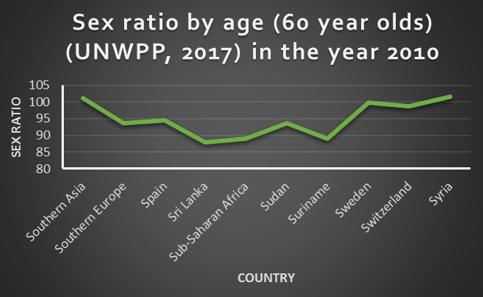 Sex ratio by age (60 year olds)
(UNWPP, 2017) in the year 2010
105
100
95
90
85
80
SEX RATIO
Southern Asia
Southern Europe
Spain
Sri Lanka
Sub-Saharan Africa
Sudan
Suriname
Sweden
Switzerland
Syria
COUNTRY